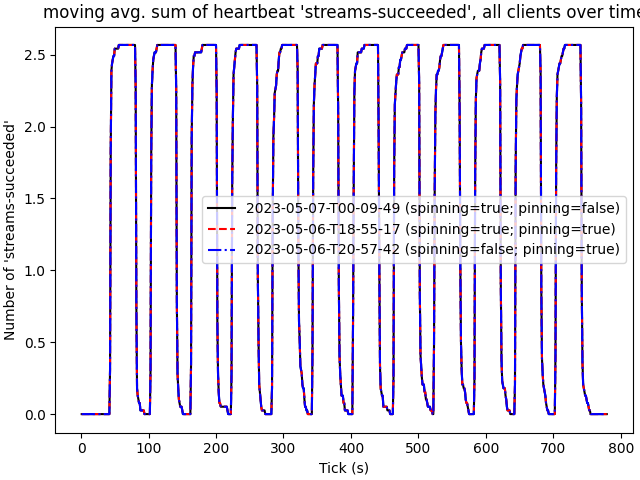 moving avg. sum of heartbeat 'streams-succeeded', all clients over time
Number of 'streams-succeeded'
2.5
2.0
1.5
1.0
0.5
0.0
2023-05-07-T00-09-49 (spinning=true; pinning=false)
2023-05-06-T18-55-17 (spinning=true; pinning=true)
2023-05-06-T20-57-42 (spinning=false; pinning=true)
0 100 200 300 400 500 600 700 800
Tick (s)